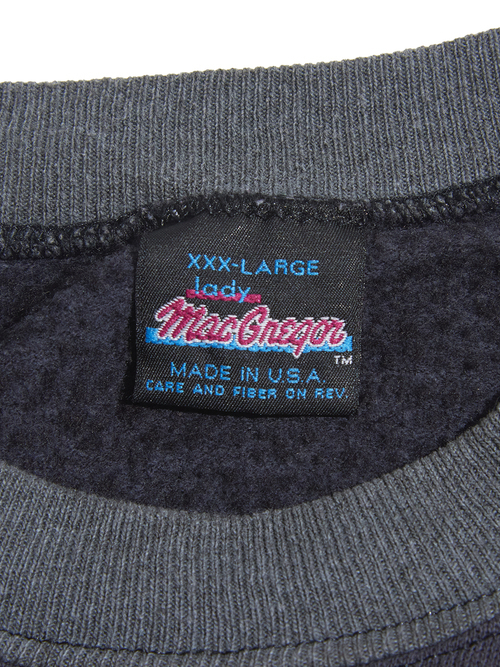 XXX-LARGE
lady
MacGregor
TM
MADE IN U.S.A.
CARE AND FIBER ON REV.